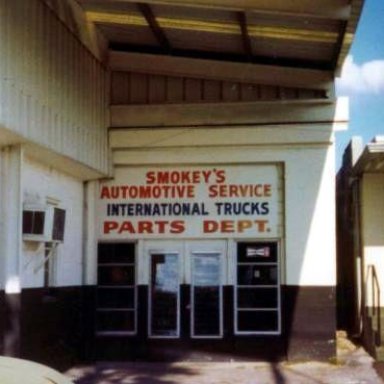 SMOKEY'S
AUTOMOTIVE SERVICE
INTERNATIONAL TRUCKS
PARTS DEPT.